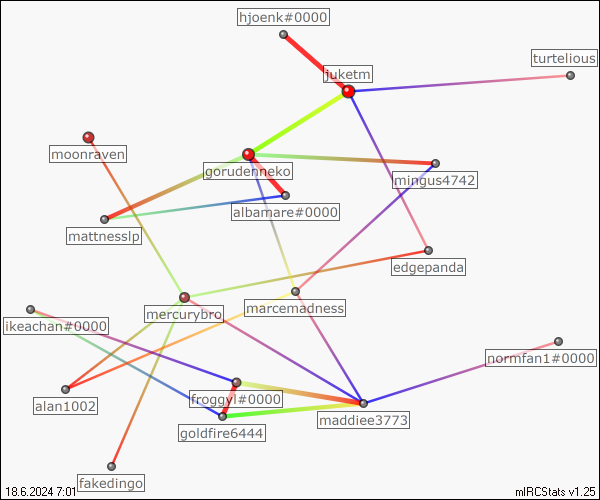 hjoenk#0000
turtelious
juketm
moonraven
gorudenneko
mingus4742
albamare#0000
mattnesslp
edgepanda
mercurybro
marcemadness
ikeachan#0000
normfan1#0000
froggyl#0000
alan1002
maddiee3773
goldfire6444
fakedingo
18.6.2024 7:01
mIRCStats v1.25